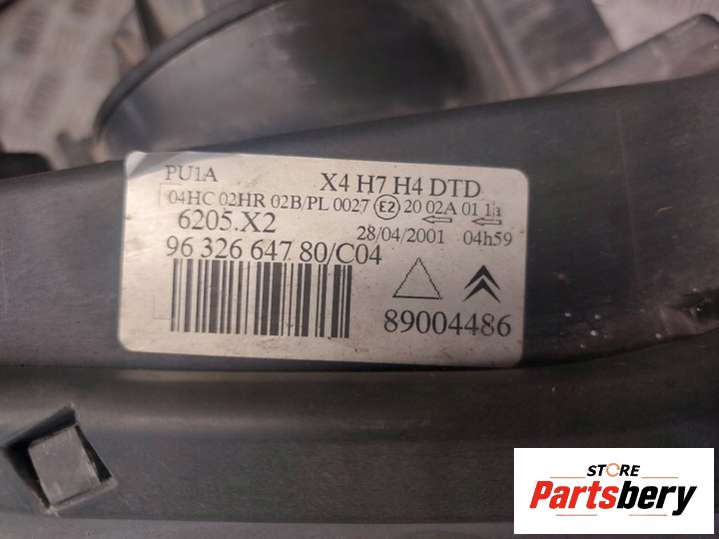 PU1A X4 H7 H4 DTD
04HC 02HR 02B/PL 0027 E2 20 02A 01 1a
6205.X2 28/04/2001 04h59
96 326 647 80/C04
89004486
STORE
Partsbery